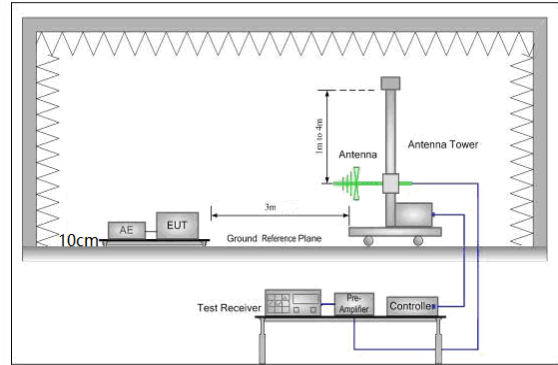 1m to 4m
Antenna
Antenna Tower
3m
AE
EUT
10cm
Ground Reference Plane
Test Receiver
Pre-
Amplifier
Controller